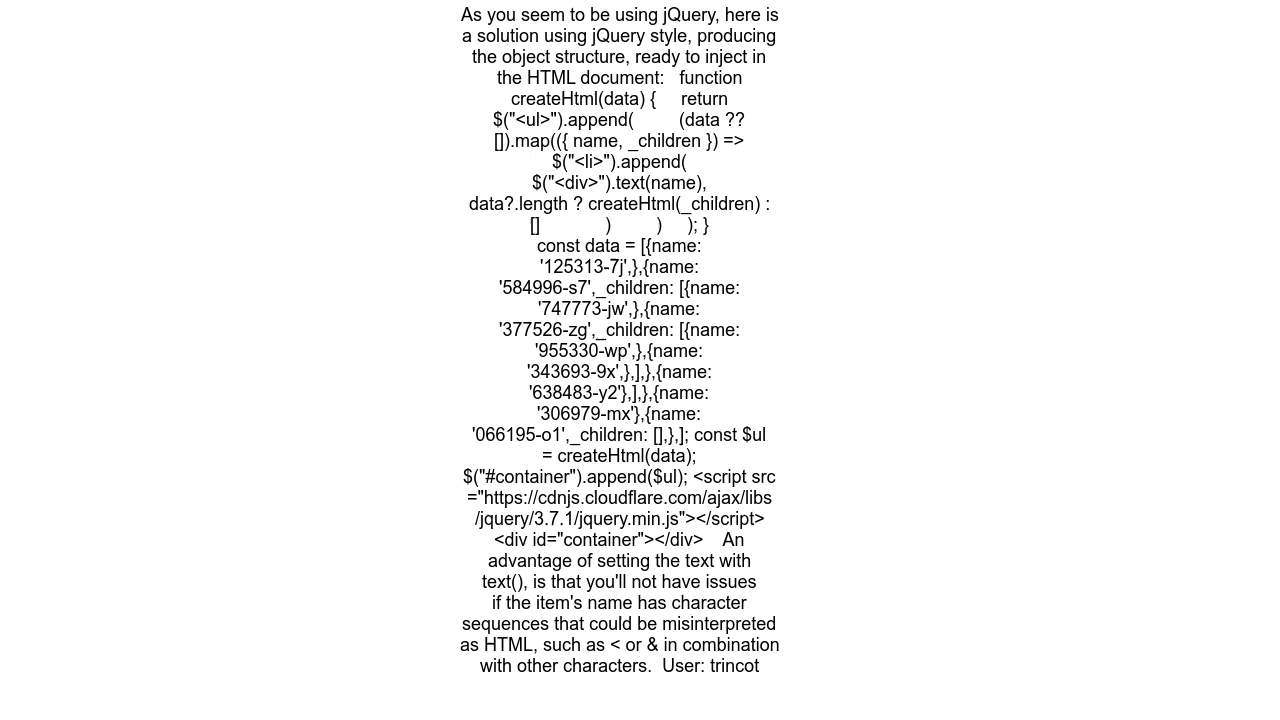 As you seem to be using jQuery, here is
a solution using jQuery style, producing
the object structure, ready to inject in
the HTML document:   function
createHtml(data) {     return
$("<ul>").append(         (data ??
[]).map(({ name, _children }) =>
$("<li>").append(
$("<div>").text(name),
data?.length ? createHtml(_children) :
[]             )         )     ); }
const data = [{name:
'125313-7j',},{name:
'584996-s7',_children: [{name:
'747773-jw',},{name:
'377526-zg',_children: [{name:
'955330-wp',},{name:
'343693-9x',},],},{name:
'638483-y2'},],},{name:
'306979-mx'},{name:
'066195-o1',_children: [],},]; const $ul
= createHtml(data);
$("#container").append($ul); <script src
="https://cdnjs.cloudflare.com/ajax/libs
/jquery/3.7.1/jquery.min.js"></script>
<div id="container"></div>    An
advantage of setting the text with
text(), is that you'll not have issues
if the item's name has character
sequences that could be misinterpreted
as HTML, such as < or & in combination
with other characters.  User: trincot